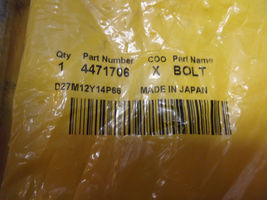 Qty Part Number COO Part Name
1 4471706 X BOLT
D27M12Y14P66 MADE IN JAPAN